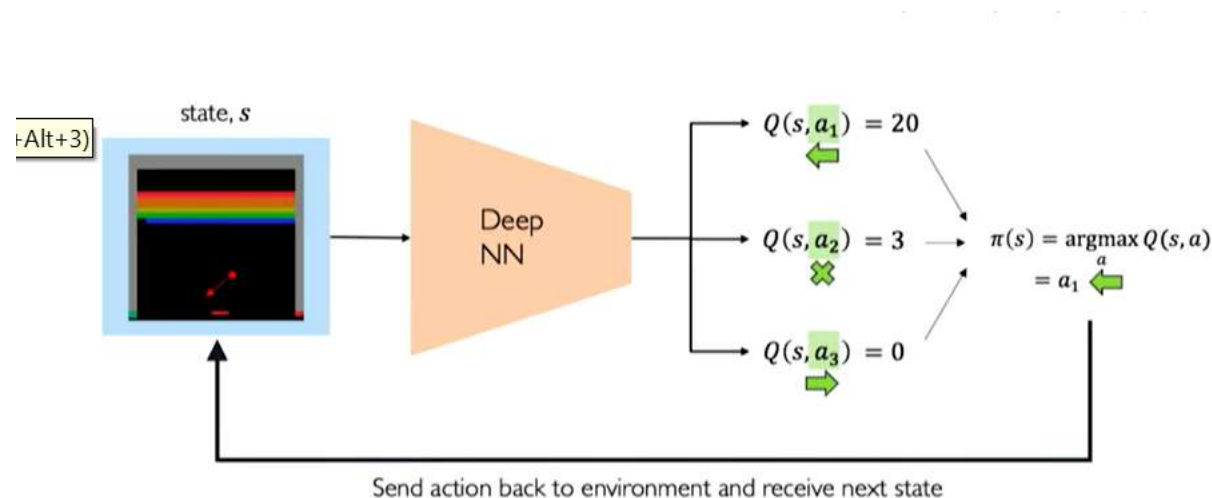 state, s
+Alt+3)
Deep
NN
Q(s,a₁) = 20
Q(s,a₂) = 3
Q(s,a₃) = 0
π(s) = argmax Q(s,a)
a
= a₁
Send action back to environment and receive next state